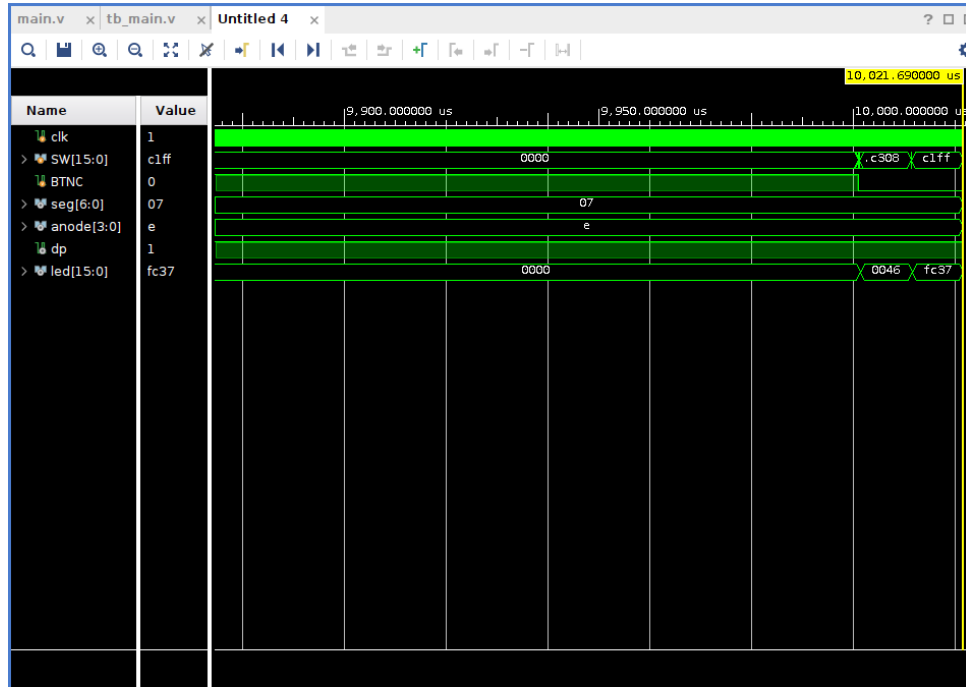 main.v × tb_main.v × Untitled 4 ×
10,021.690000 us
Name Value
9,900.000000 us 9,950.000000 us 10,000.000000 us
clk 1
SW[15:0] c1ff 0000 .c308 c1ff
BTNC 0
seg[6:0] 07 07
anode[3:0] e e
dp 1
led[15:0] fc37 0000 0046 fc37